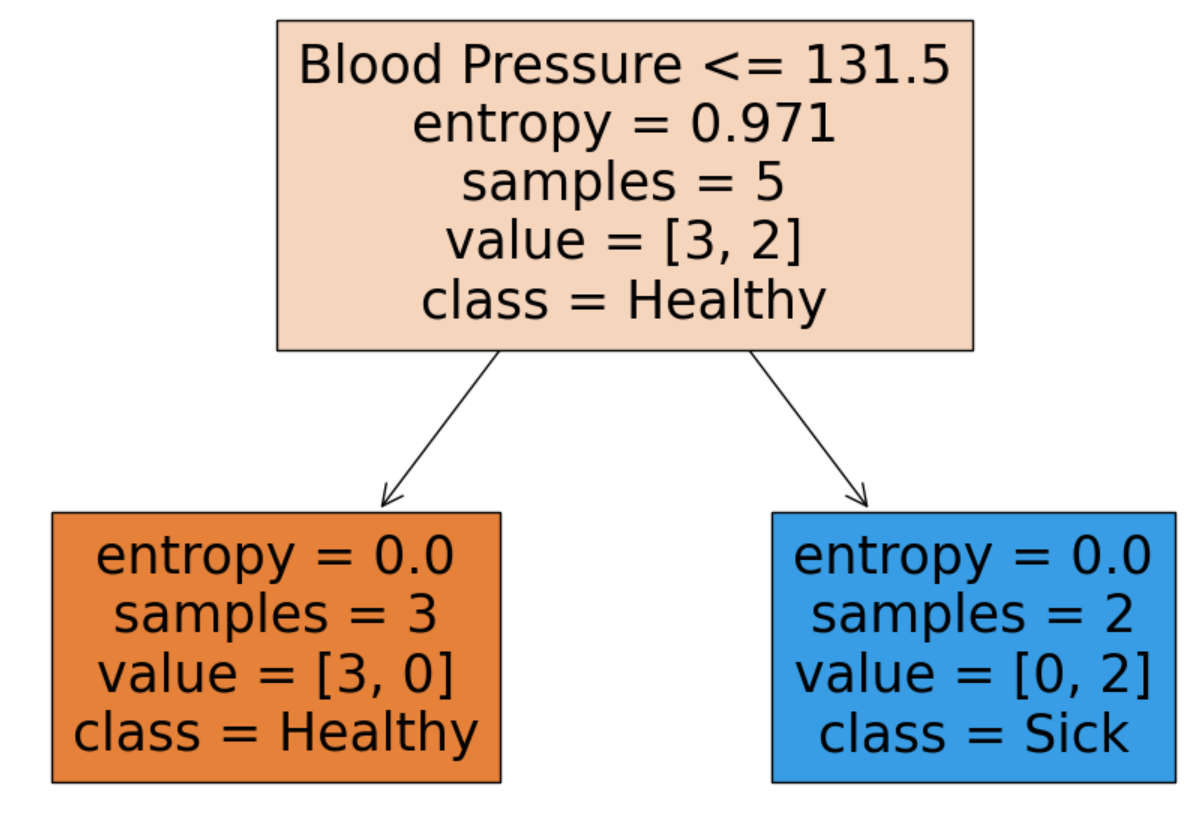 Blood Pressure <= 131.5
entropy = 0.971
samples = 5
value = [3, 2]
class = Healthy
entropy = 0.0
samples = 3
value = [3, 0]
class = Healthy
entropy = 0.0
samples = 2
value = [0, 2]
class = Sick